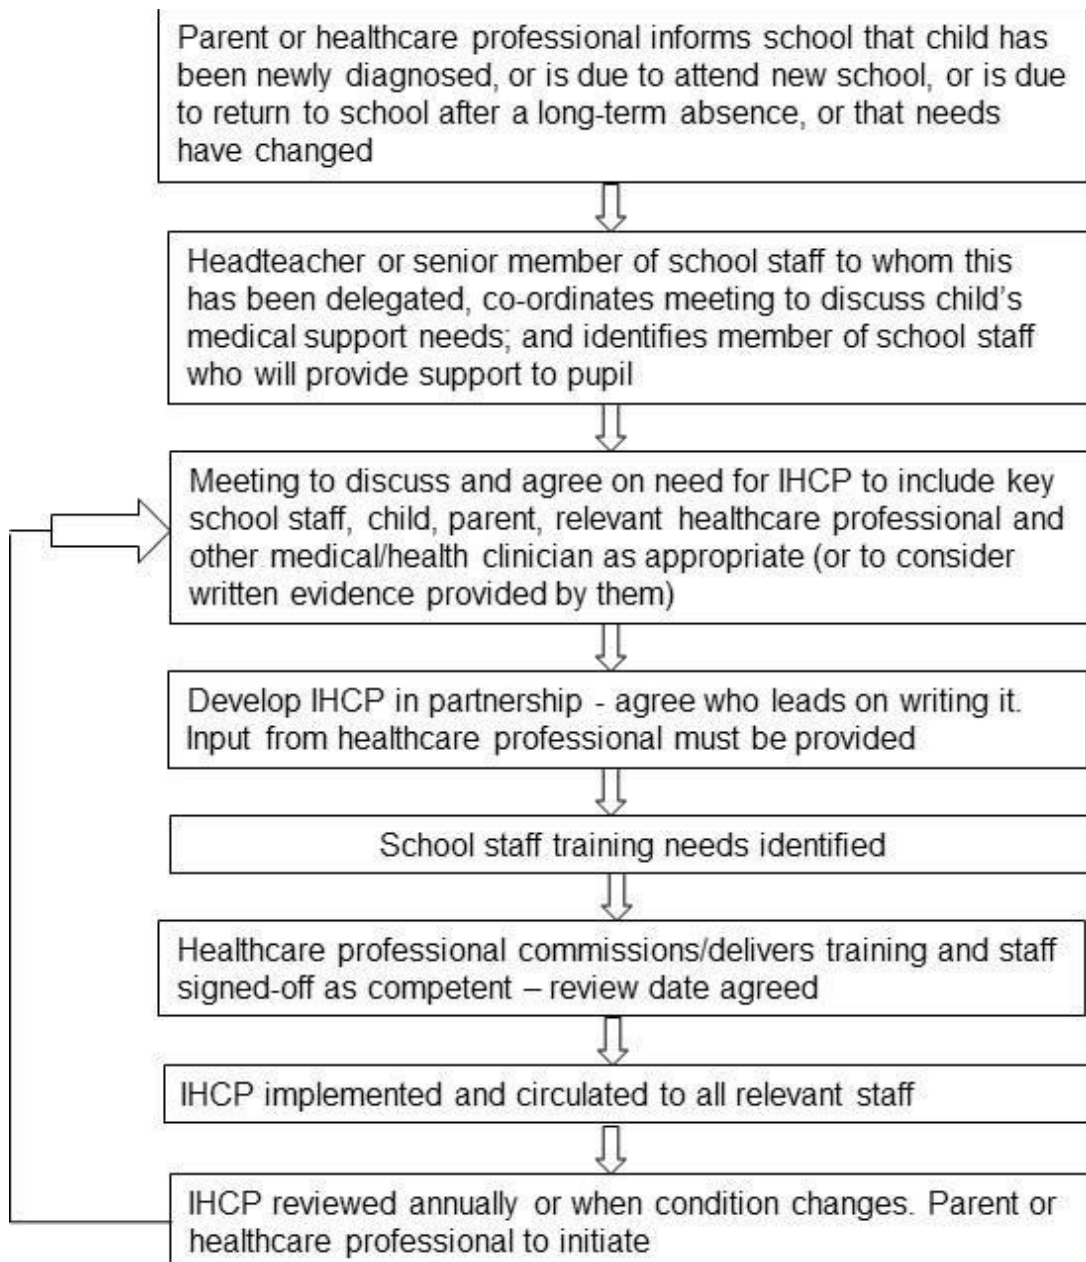 Parent or healthcare professional informs school that child has
been newly diagnosed, or is due to attend new school, or is due
to return to school after a long-term absence, or that needs
have changed
Headteacher or senior member of school staff to whom this
has been delegated, co-ordinates meeting to discuss child's
medical support needs; and identifies member of school staff
who will provide support to pupil
Meeting to discuss and agree on need for IHCP to include key
school staff, child, parent, relevant healthcare professional and
other medical/health clinician as appropriate (or to consider
written evidence provided by them)
Develop IHCP in partnership - agree who leads on writing it.
Input from healthcare professional must be provided
School staff training needs identified
Healthcare professional commissions/delivers training and staff
signed-off as competent – review date agreed
IHCP implemented and circulated to all relevant staff
IHCP reviewed annually or when condition changes. Parent or
healthcare professional to initiate